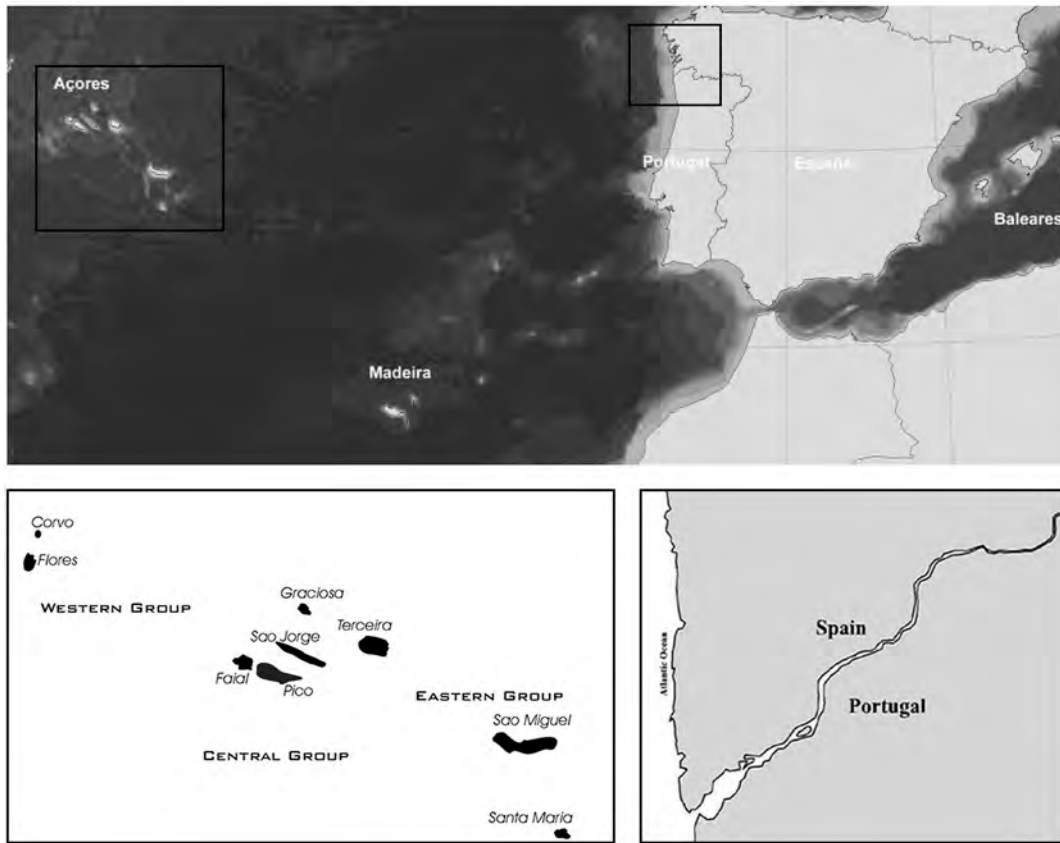 Açores
Portugal
España
Baleares
Madeira
Corvo
Flores
WESTERN GROUP
Graciosa
Sao Jorge
Terceira
Faial
Pico
EASTERN GROUP
Sao Miguel
CENTRAL GROUP
Santa Maria
Atlantic Ocean
Spain
Portugal